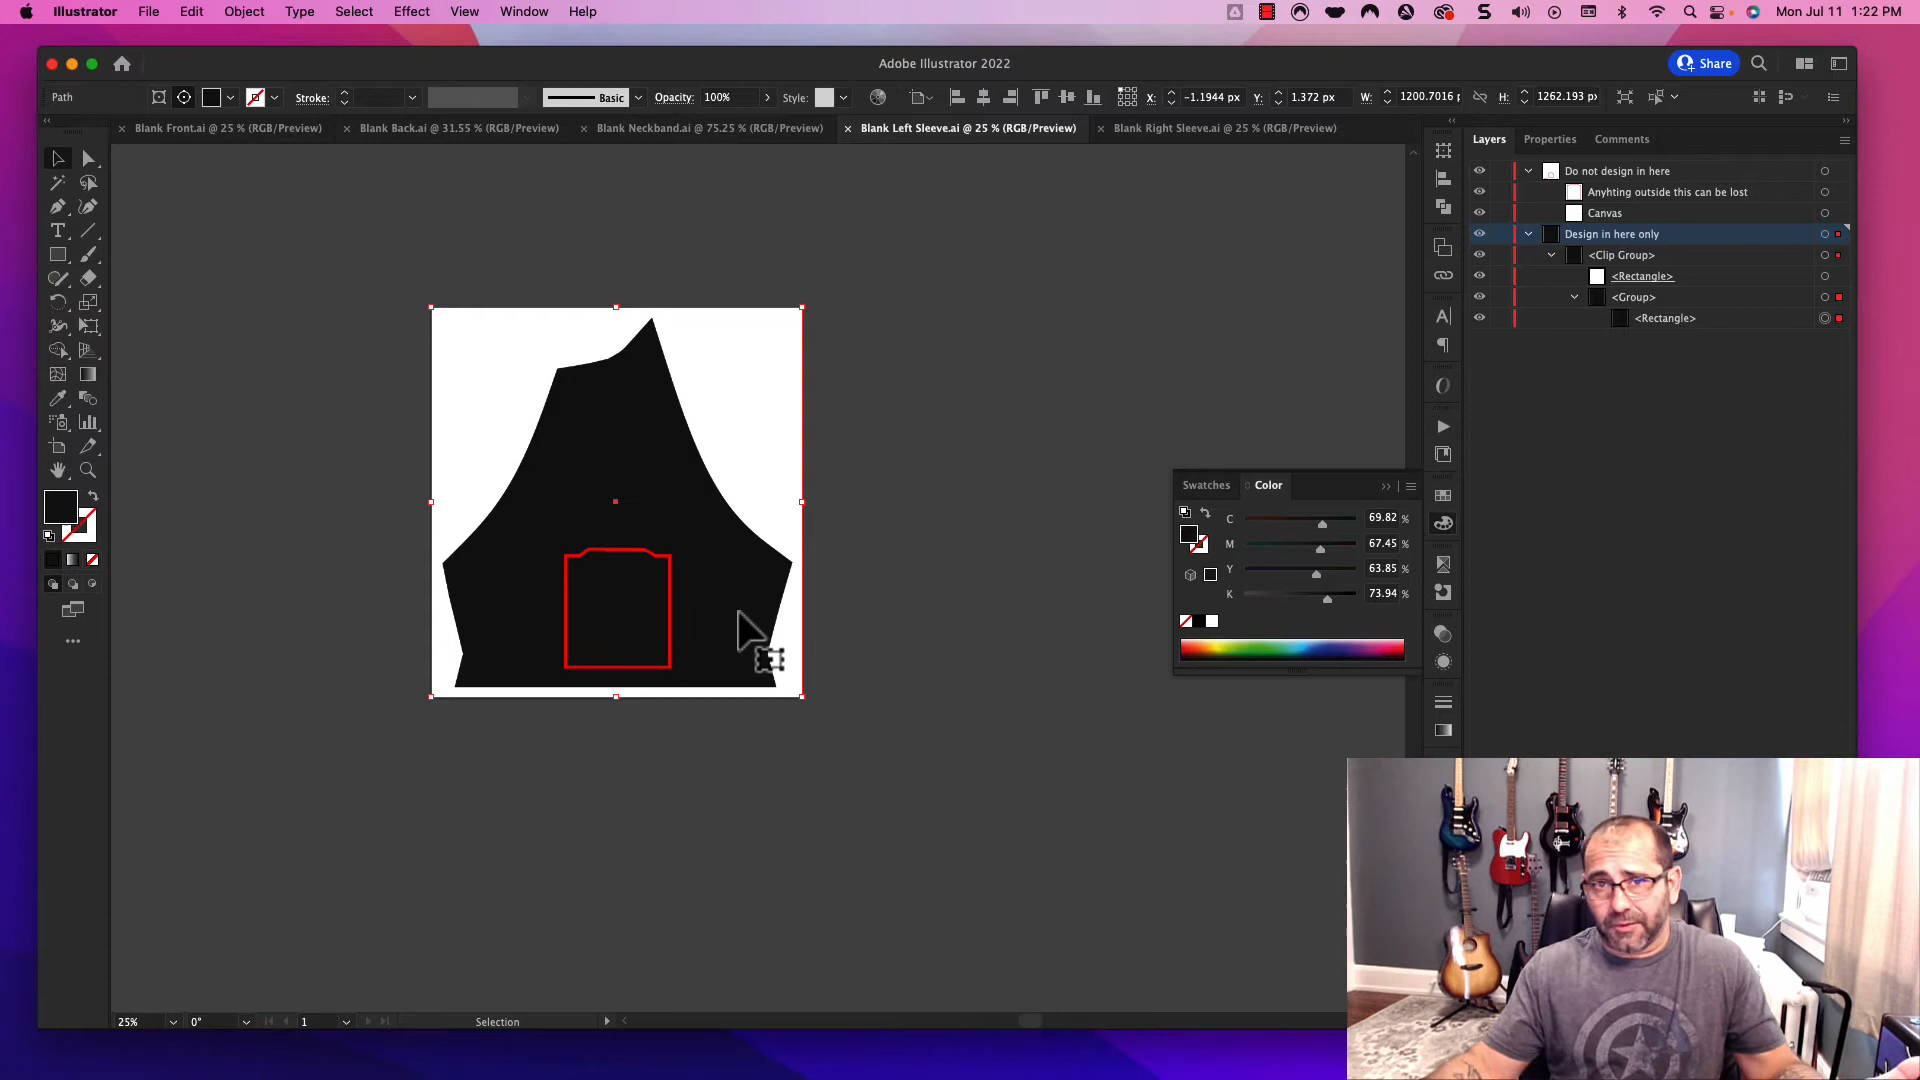 Illustrator File Edit Object Type Select Effect View Window Help Mon Jul 11 1:22 PM
Adobe Illustrator 2022
Share
Path Stroke: Basic Opacity: 100% Style: X: -1.1944 px Y: 1.372 px W: 1200.7016 p H: 1262.193 px
Blank Front.ai @ 25 % (RGB/Preview) Blank Back.ai @ 31.55 % (RGB/Preview) Blank Neckband.ai @ 75.25 % (RGB/Preview) Blank Left Sleeve.ai @ 25 % (RGB/Preview) Blank Right Sleeve.ai @ 25 % (RGB/Preview)
Layers Properties Comments
Do not design in here
Anyhting outside this can be lost
Canvas
Design in here only
<Clip Group>
<Rectangle>
<Group>
<Rectangle>
Swatches Color
C 69.82 %
M 67.45 %
Y 63.85 %
K 73.94 %
25% 0° 1 Selection